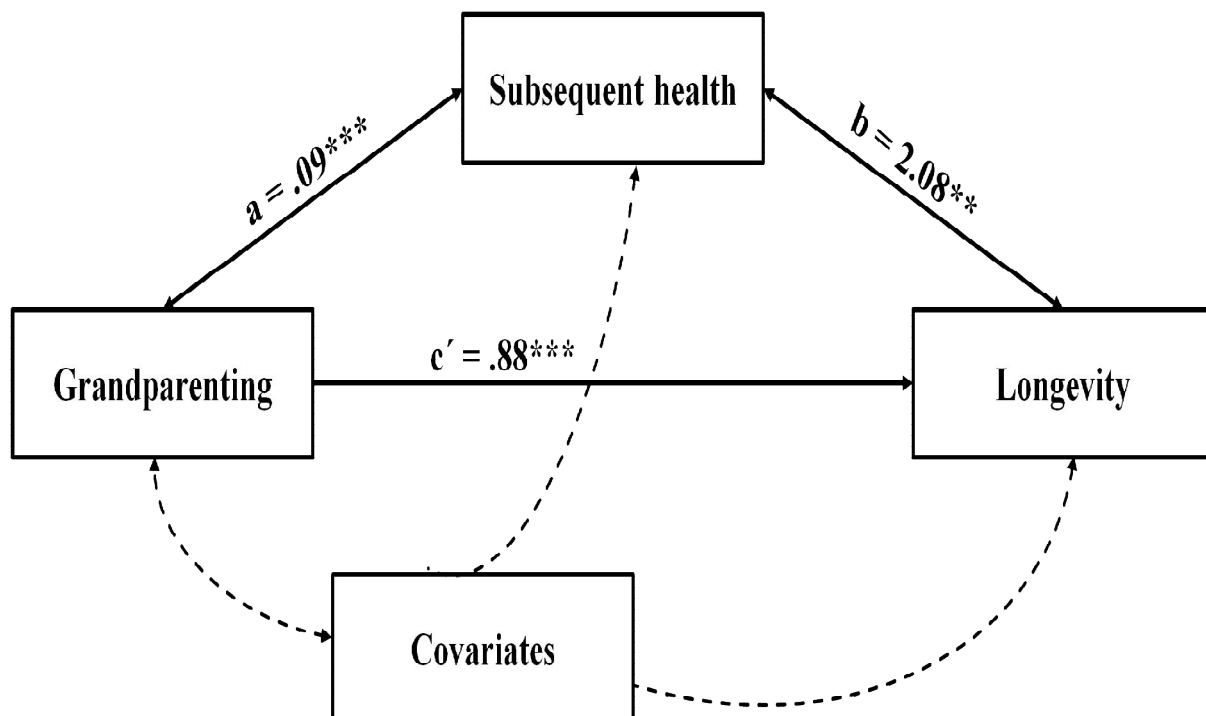 Subsequent health
a = .09***
b = 2.08**
c´ = .88***
Grandparenting
Longevity
Covariates